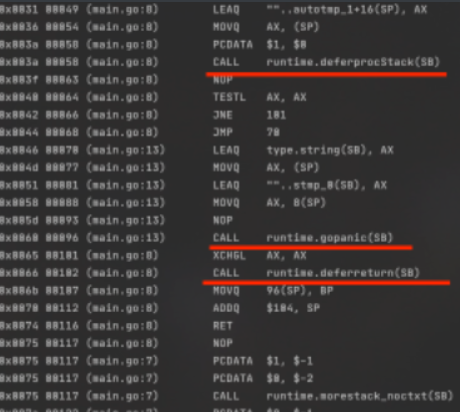 0x0031 00049 (main.go:8) LEAQ ""..autotmp_1+16(SP), AX
0x0036 00054 (main.go:8) MOVQ AX, (SP)
0x003a 00058 (main.go:8) PCDATA $1, $0
0x003a 00058 (main.go:8) CALL runtime.deferprocStack(SB)
0x003f 00063 (main.go:8) NOP
0x0040 00064 (main.go:8) TESTL AX, AX
0x0042 00066 (main.go:8) JNE 101
0x0044 00068 (main.go:8) JMP 70
0x0046 00070 (main.go:13) LEAQ type.string(SB), AX
0x004d 00077 (main.go:13) MOVQ AX, (SP)
0x0051 00081 (main.go:13) LEAQ ""..stmp_0(SB), AX
0x0058 00088 (main.go:13) MOVQ AX, 8(SP)
0x005d 00093 (main.go:13) NOP
0x0060 00096 (main.go:13) CALL runtime.gopanic(SB)
0x0065 00101 (main.go:8) XCHGL AX, AX
0x0066 00102 (main.go:8) CALL runtime.deferreturn(SB)
0x006b 00107 (main.go:8) MOVQ 96(SP), BP
0x0070 00112 (main.go:8) ADDQ $104, SP
0x0074 00116 (main.go:8) RET
0x0075 00117 (main.go:8) NOP
0x0075 00117 (main.go:7) PCDATA $1, $-1
0x0075 00117 (main.go:7) PCDATA $0, $-2
0x0075 00117 (main.go:7) CALL runtime.morestack_noctxt(SB)